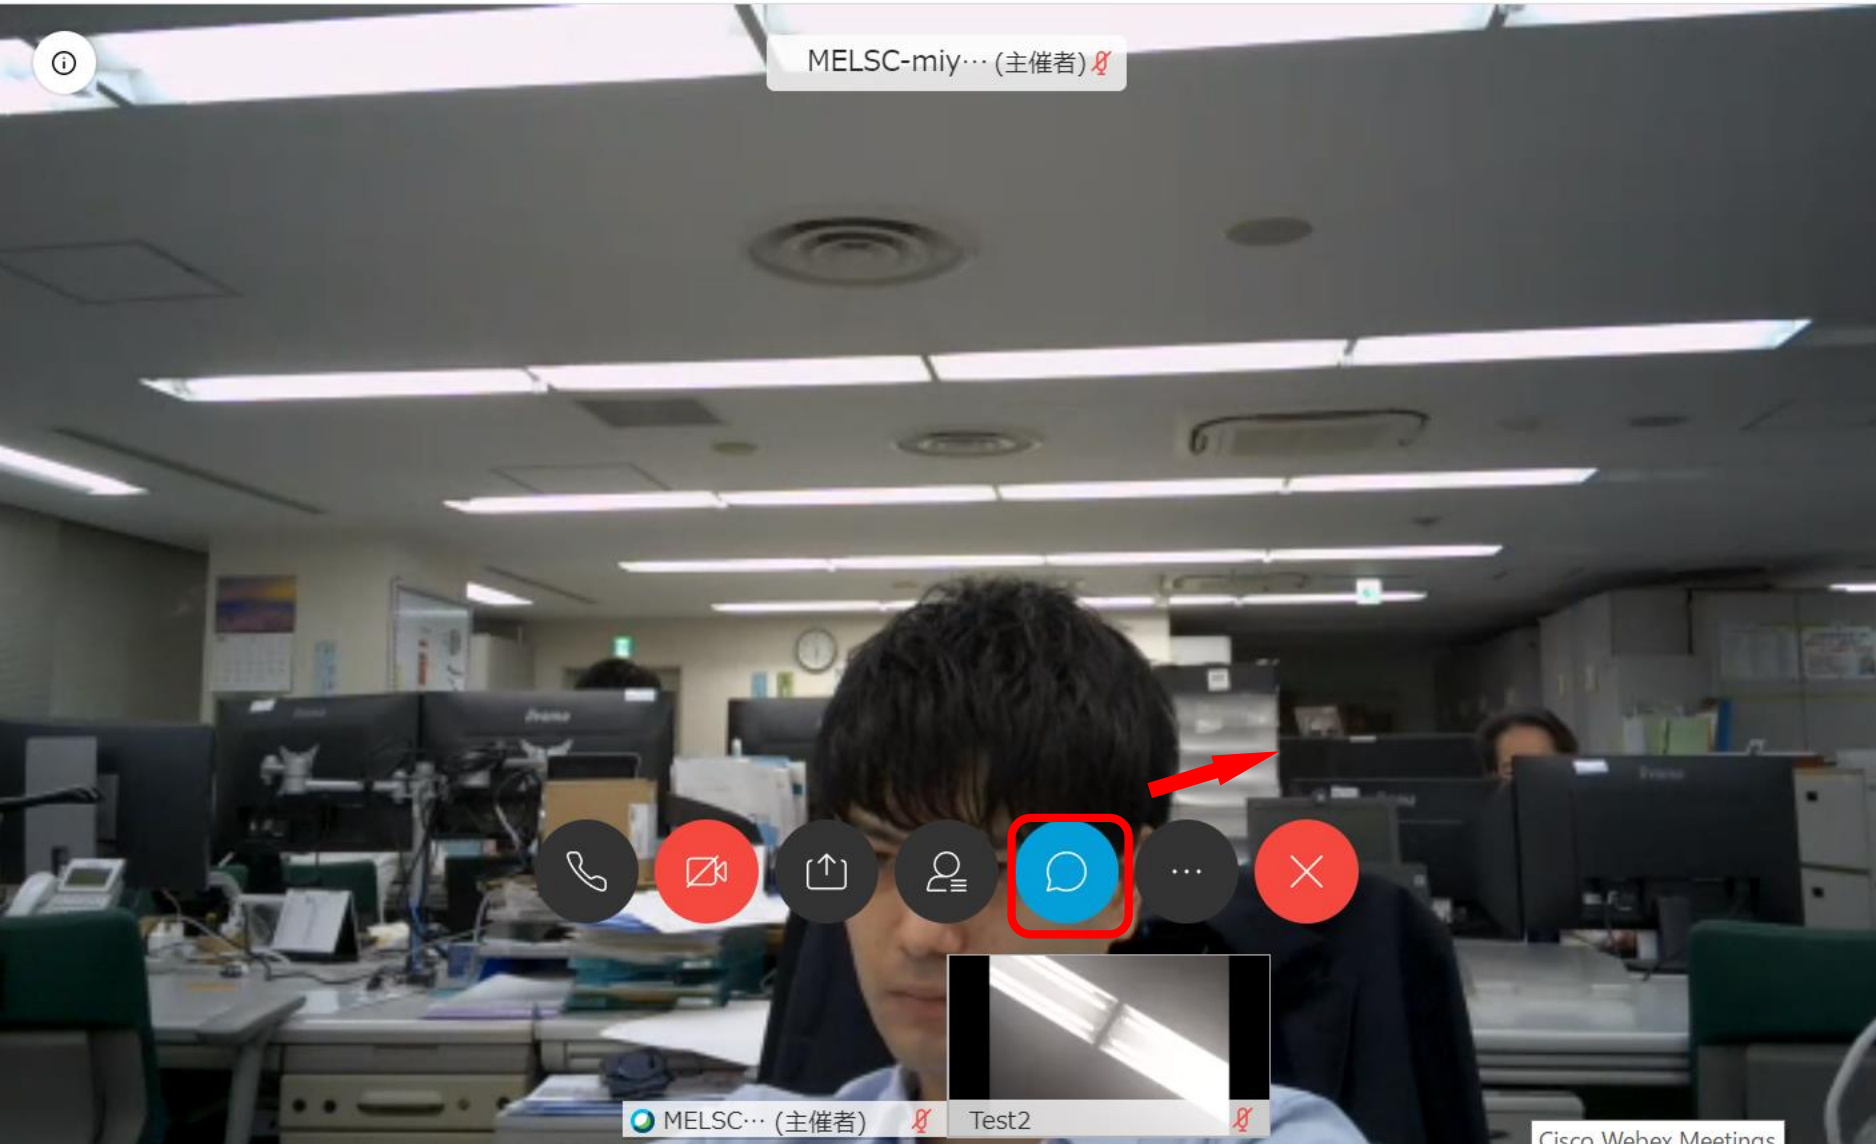 MELSC-miy… (主催者)
MELSC… (主催者)
Test2
Cisco Webex Meetings